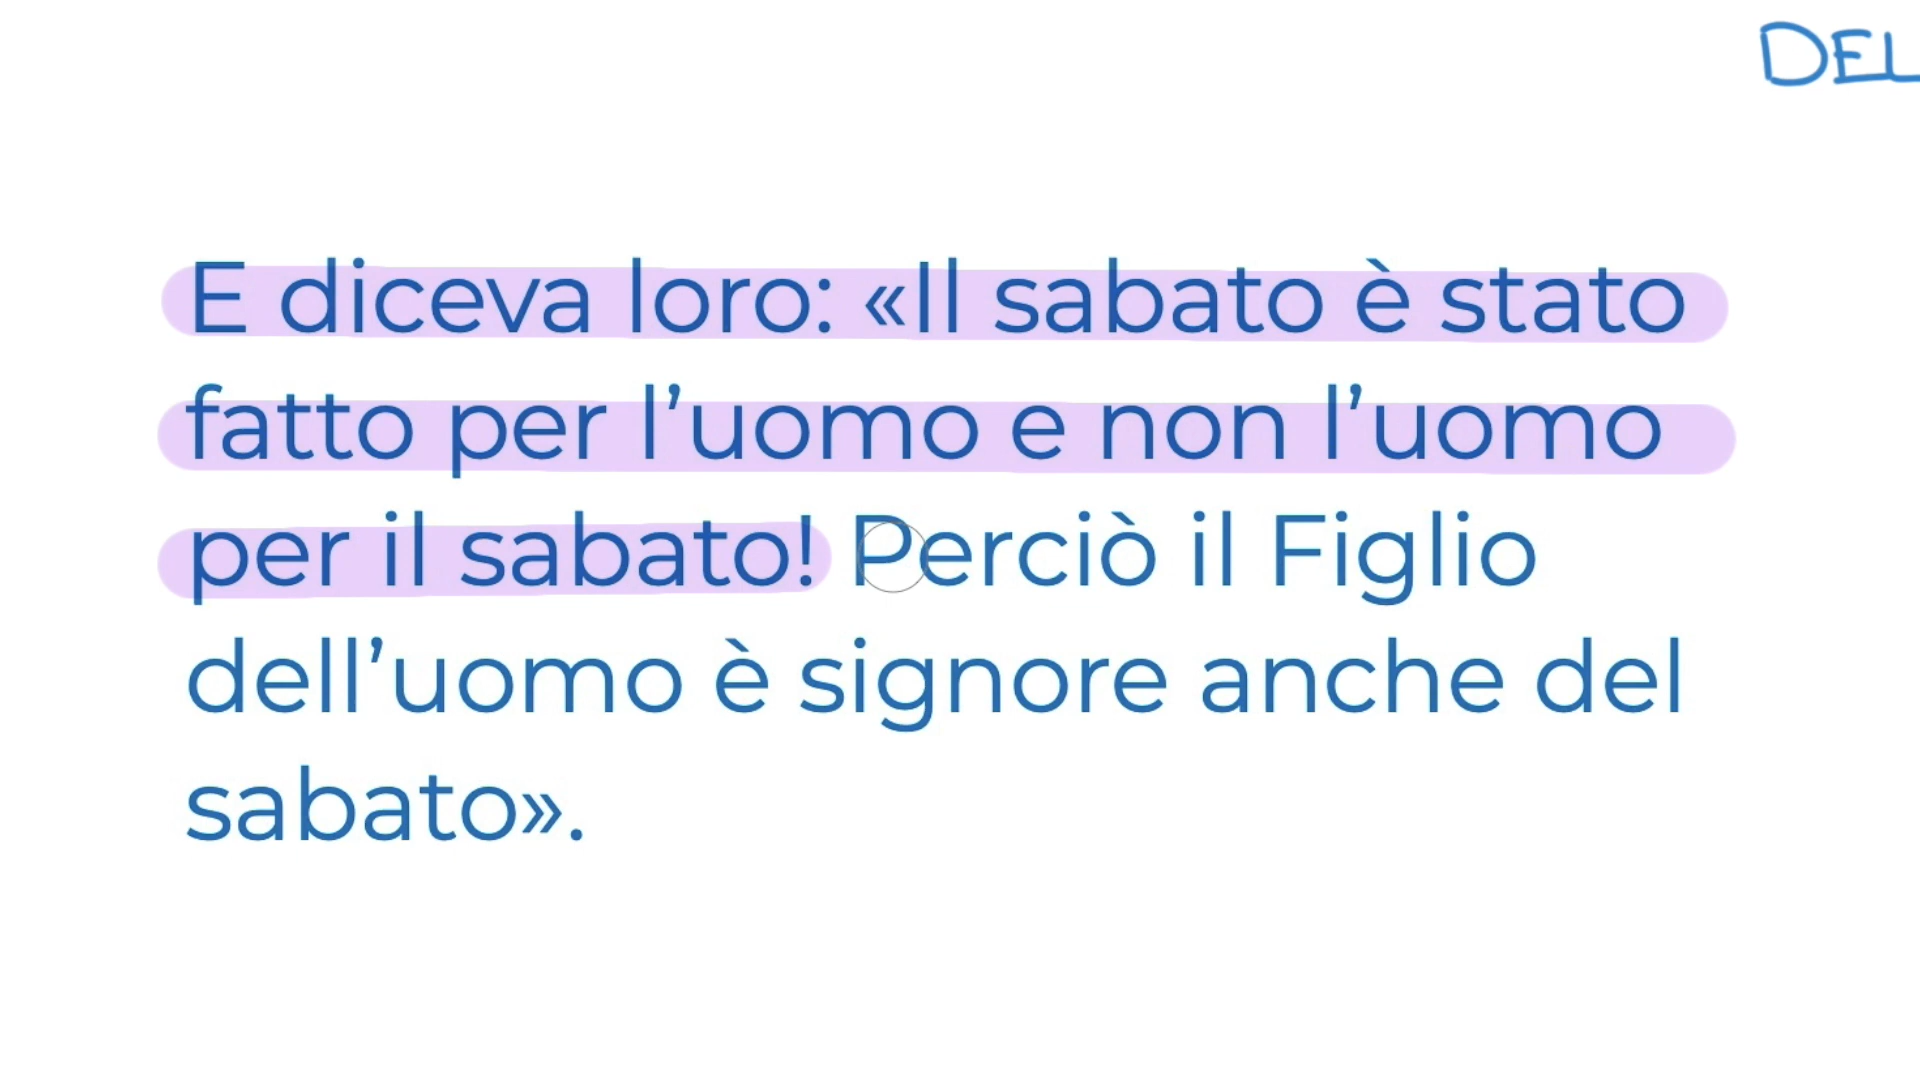 DEL
E diceva loro: «Il sabato è stato
fatto per l’uomo e non l’uomo
per il sabato! Perciò il Figlio
dell’uomo è signore anche del
sabato».